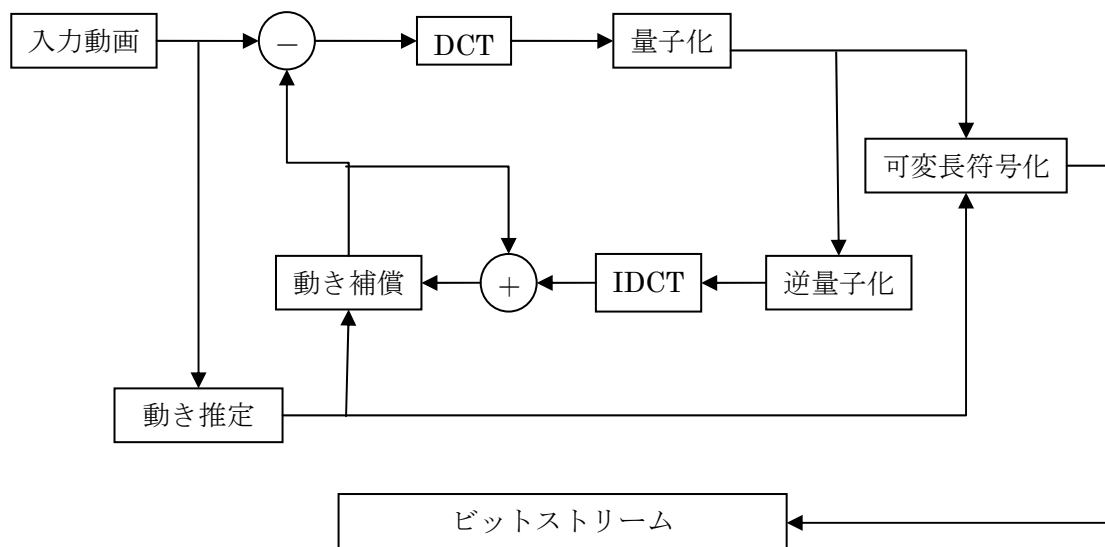 入力動画
−
DCT
量子化
可変長符号化
動き補償
+
IDCT
逆量子化
動き推定
ビットストリーム